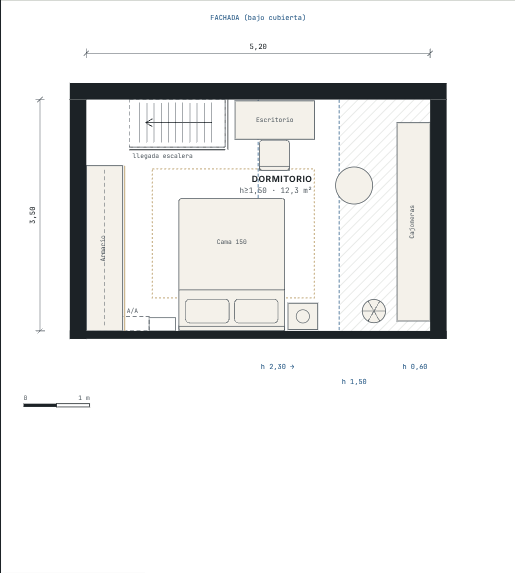 FACHADA (bajo cubierta)
5,20
Escritorio
llegada escalera
DORMITORIO
h≥1,50 · 12,3 m²
3,50
Armario
Cama 150
Cajoneras
A/A
h 2,30 →
h 0,60
h 1,50
0 1 m